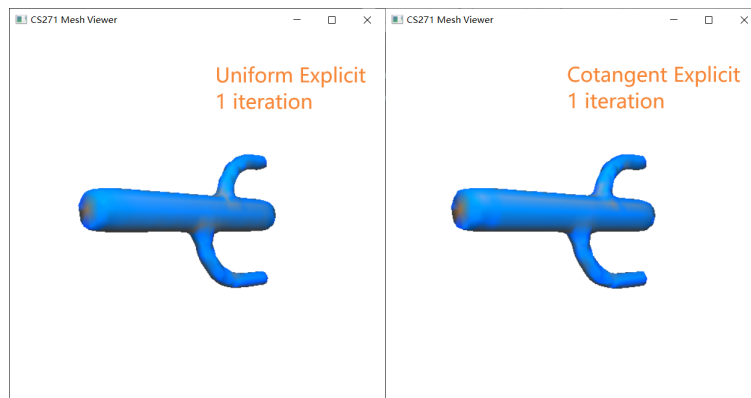 CS271 Mesh Viewer
Uniform Explicit
1 iteration
CS271 Mesh Viewer
Cotangent Explicit
1 iteration